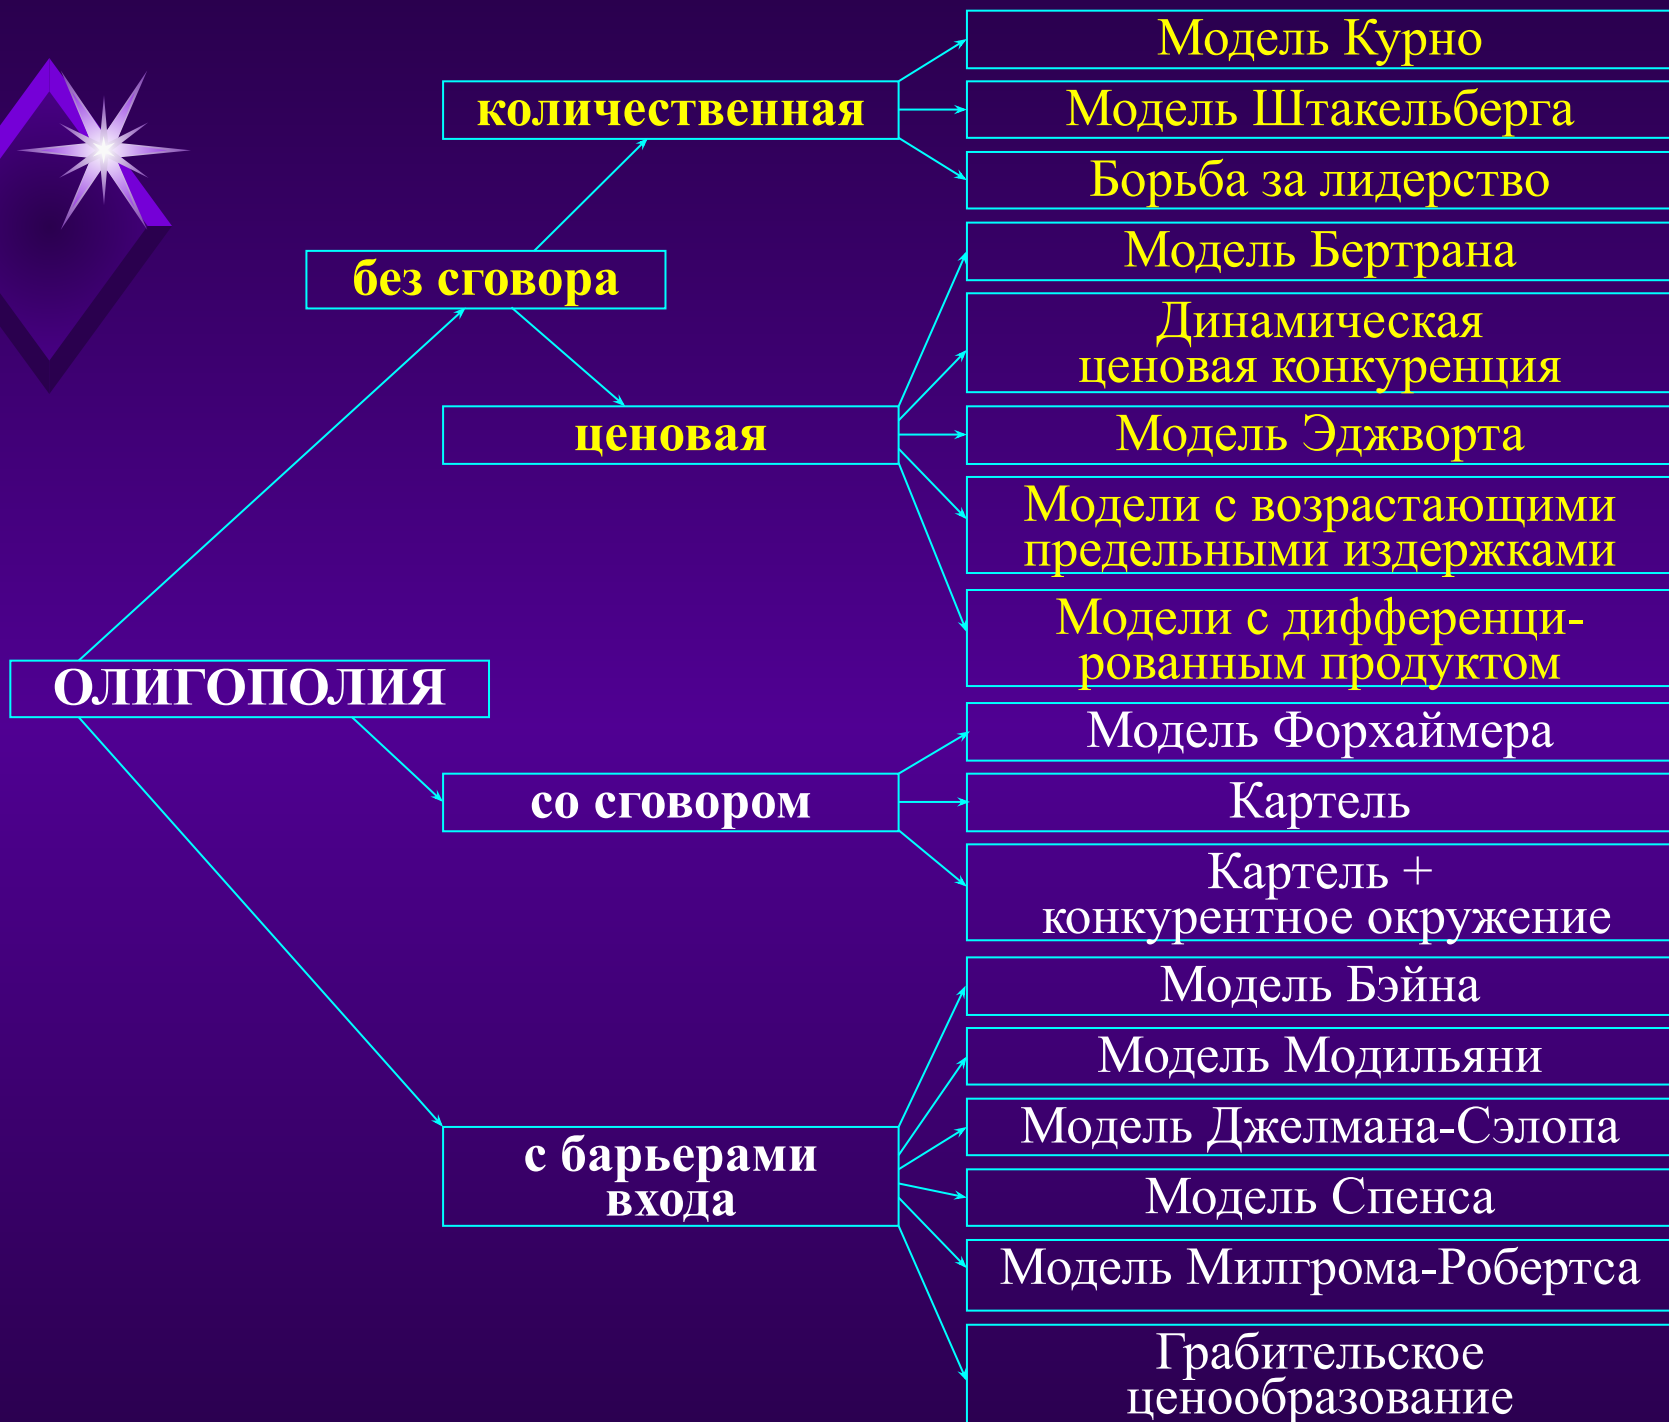 ОЛИГОПОЛИЯ
без сговора
количественная
Модель Курно
Модель Штакельберга
Борьба за лидерство
ценовая
Модель Бертрана
Динамическая
ценовая конкуренция
Модель Эджворта
Модели с возрастающими
предельными издержками
Модели с дифференци-
рованным продуктом
со сговором
Модель Форхаймера
Картель
Картель +
конкурентное окружение
с барьерами
входа
Модель Бэйна
Модель Модильяни
Модель Джелмана-Сэлопа
Модель Спенса
Модель Милгрома-Робертса
Грабительское
ценообразование